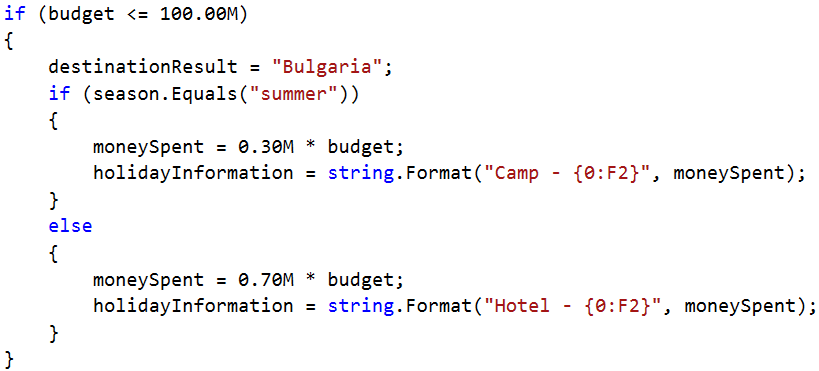 if (budget <= 100.00M)
{
    destinationResult = "Bulgaria";
    if (season.Equals("summer"))
    {
        moneySpent = 0.30M * budget;
        holidayInformation = string.Format("Camp - {0:F2}", moneySpent);
    }
    else
    {
        moneySpent = 0.70M * budget;
        holidayInformation = string.Format("Hotel - {0:F2}", moneySpent);
    }
}